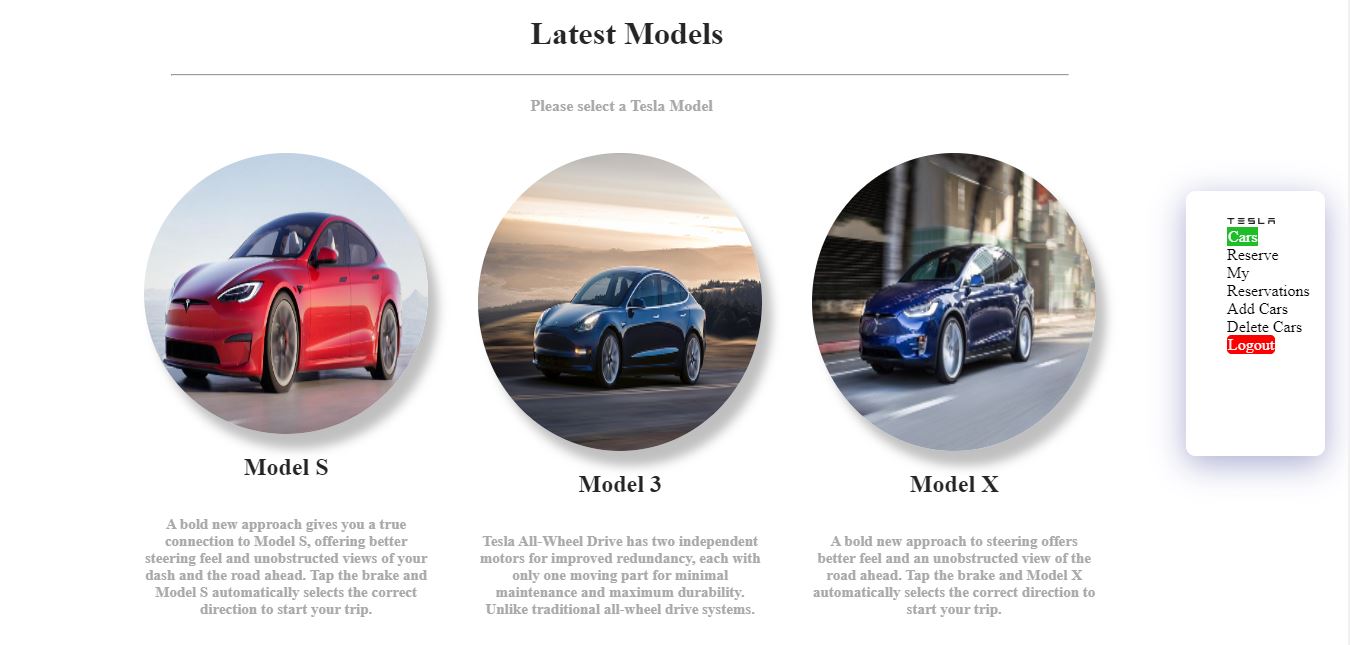 Latest Models
Please select a Tesla Model
Model S
A bold new approach gives you a true
connection to Model S, offering better
steering feel and unobstructed views of your
dash and the road ahead. Tap the brake and
Model S automatically selects the correct
direction to start your trip.
Model 3
Tesla All-Wheel Drive has two independent
motors for improved redundancy, each with
only one moving part for minimal
maintenance and maximum durability.
Unlike traditional all-wheel drive systems.
Model X
A bold new approach to steering offers
better feel and an unobstructed view of the
road ahead. Tap the brake and Model X
automatically selects the correct direction to
start your trip.
TESLA
Cars
Reserve
My
Reservations
Add Cars
Delete Cars
Logout